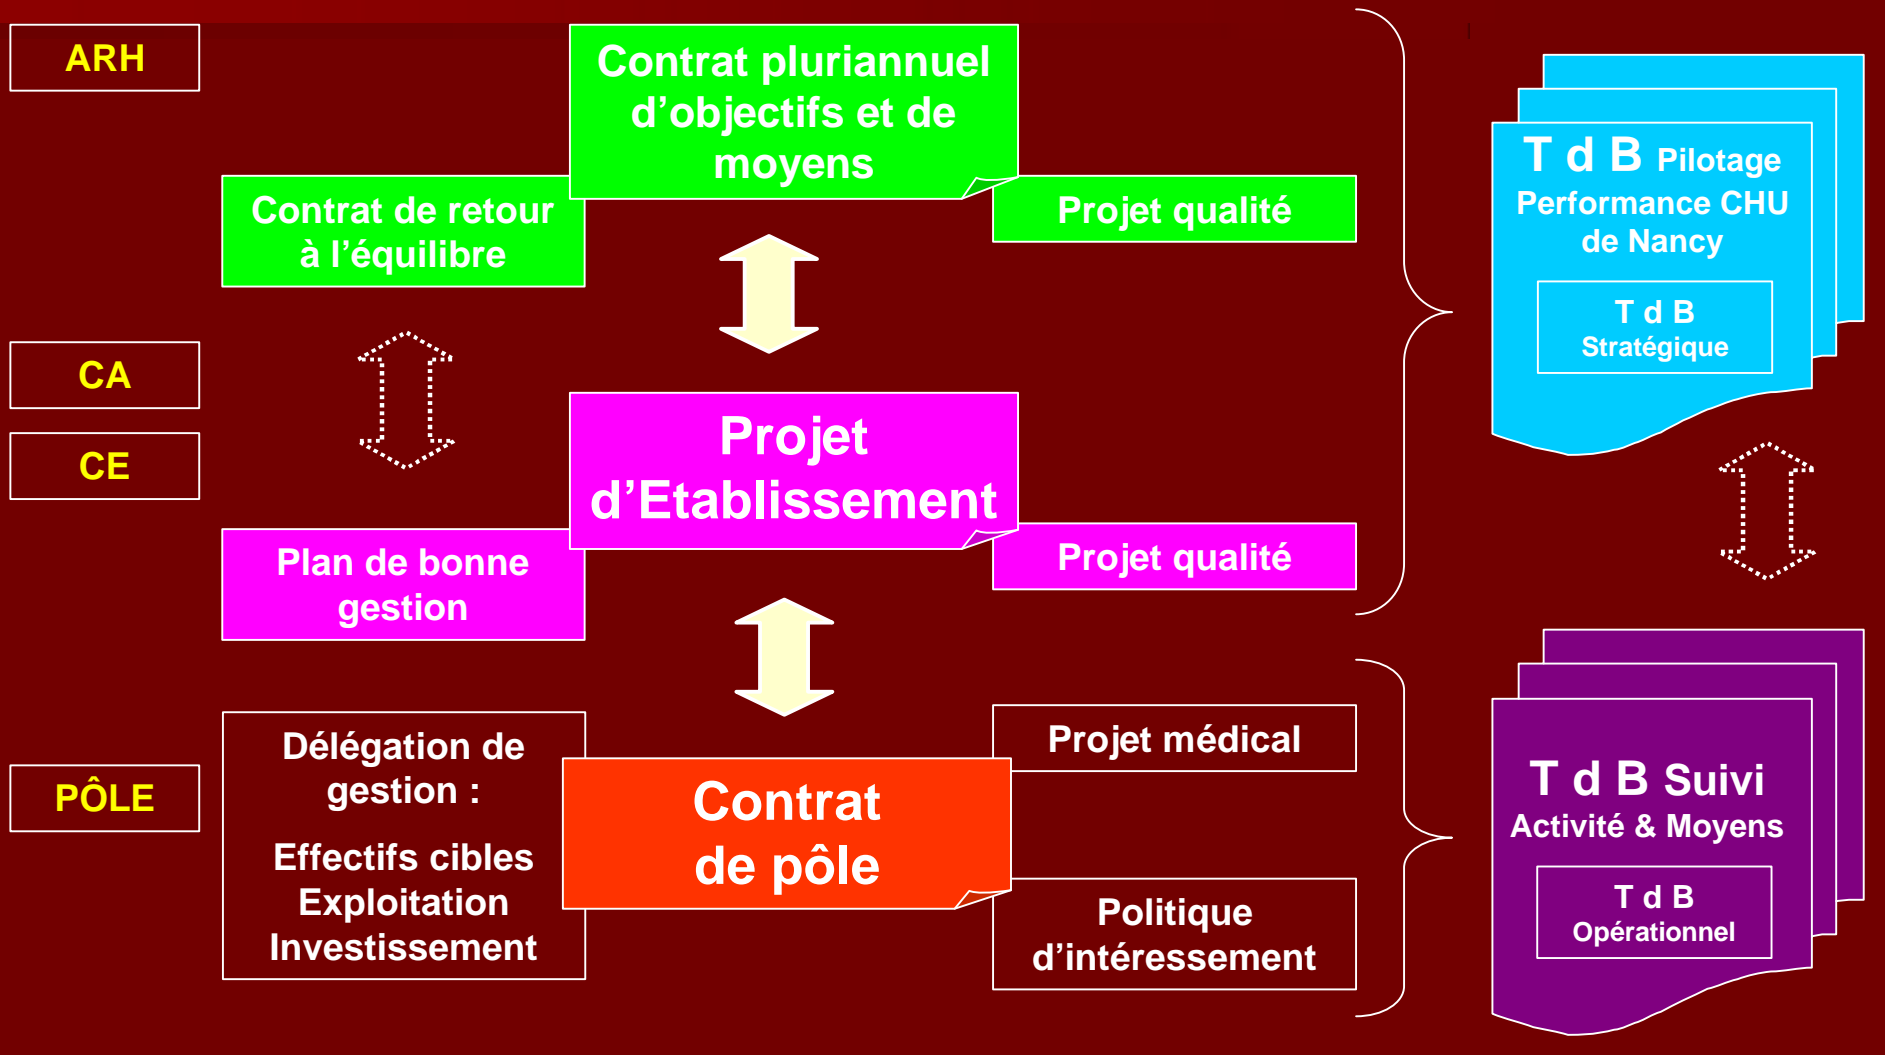 ARH
Contrat pluriannuel
d’objectifs et de
moyens
Contrat de retour
à l’équilibre
Projet qualité
T d B Pilotage
Performance CHU
de Nancy
T d B
Stratégique
CA
CE
Projet
d’Etablissement
Plan de bonne
gestion
Projet qualité
PÔLE
Délégation de
gestion :
Effectifs cibles
Exploitation
Investissement
Contrat
de pôle
Projet médical
Politique
d’intéressement
T d B Suivi
Activité & Moyens
T d B
Opérationnel